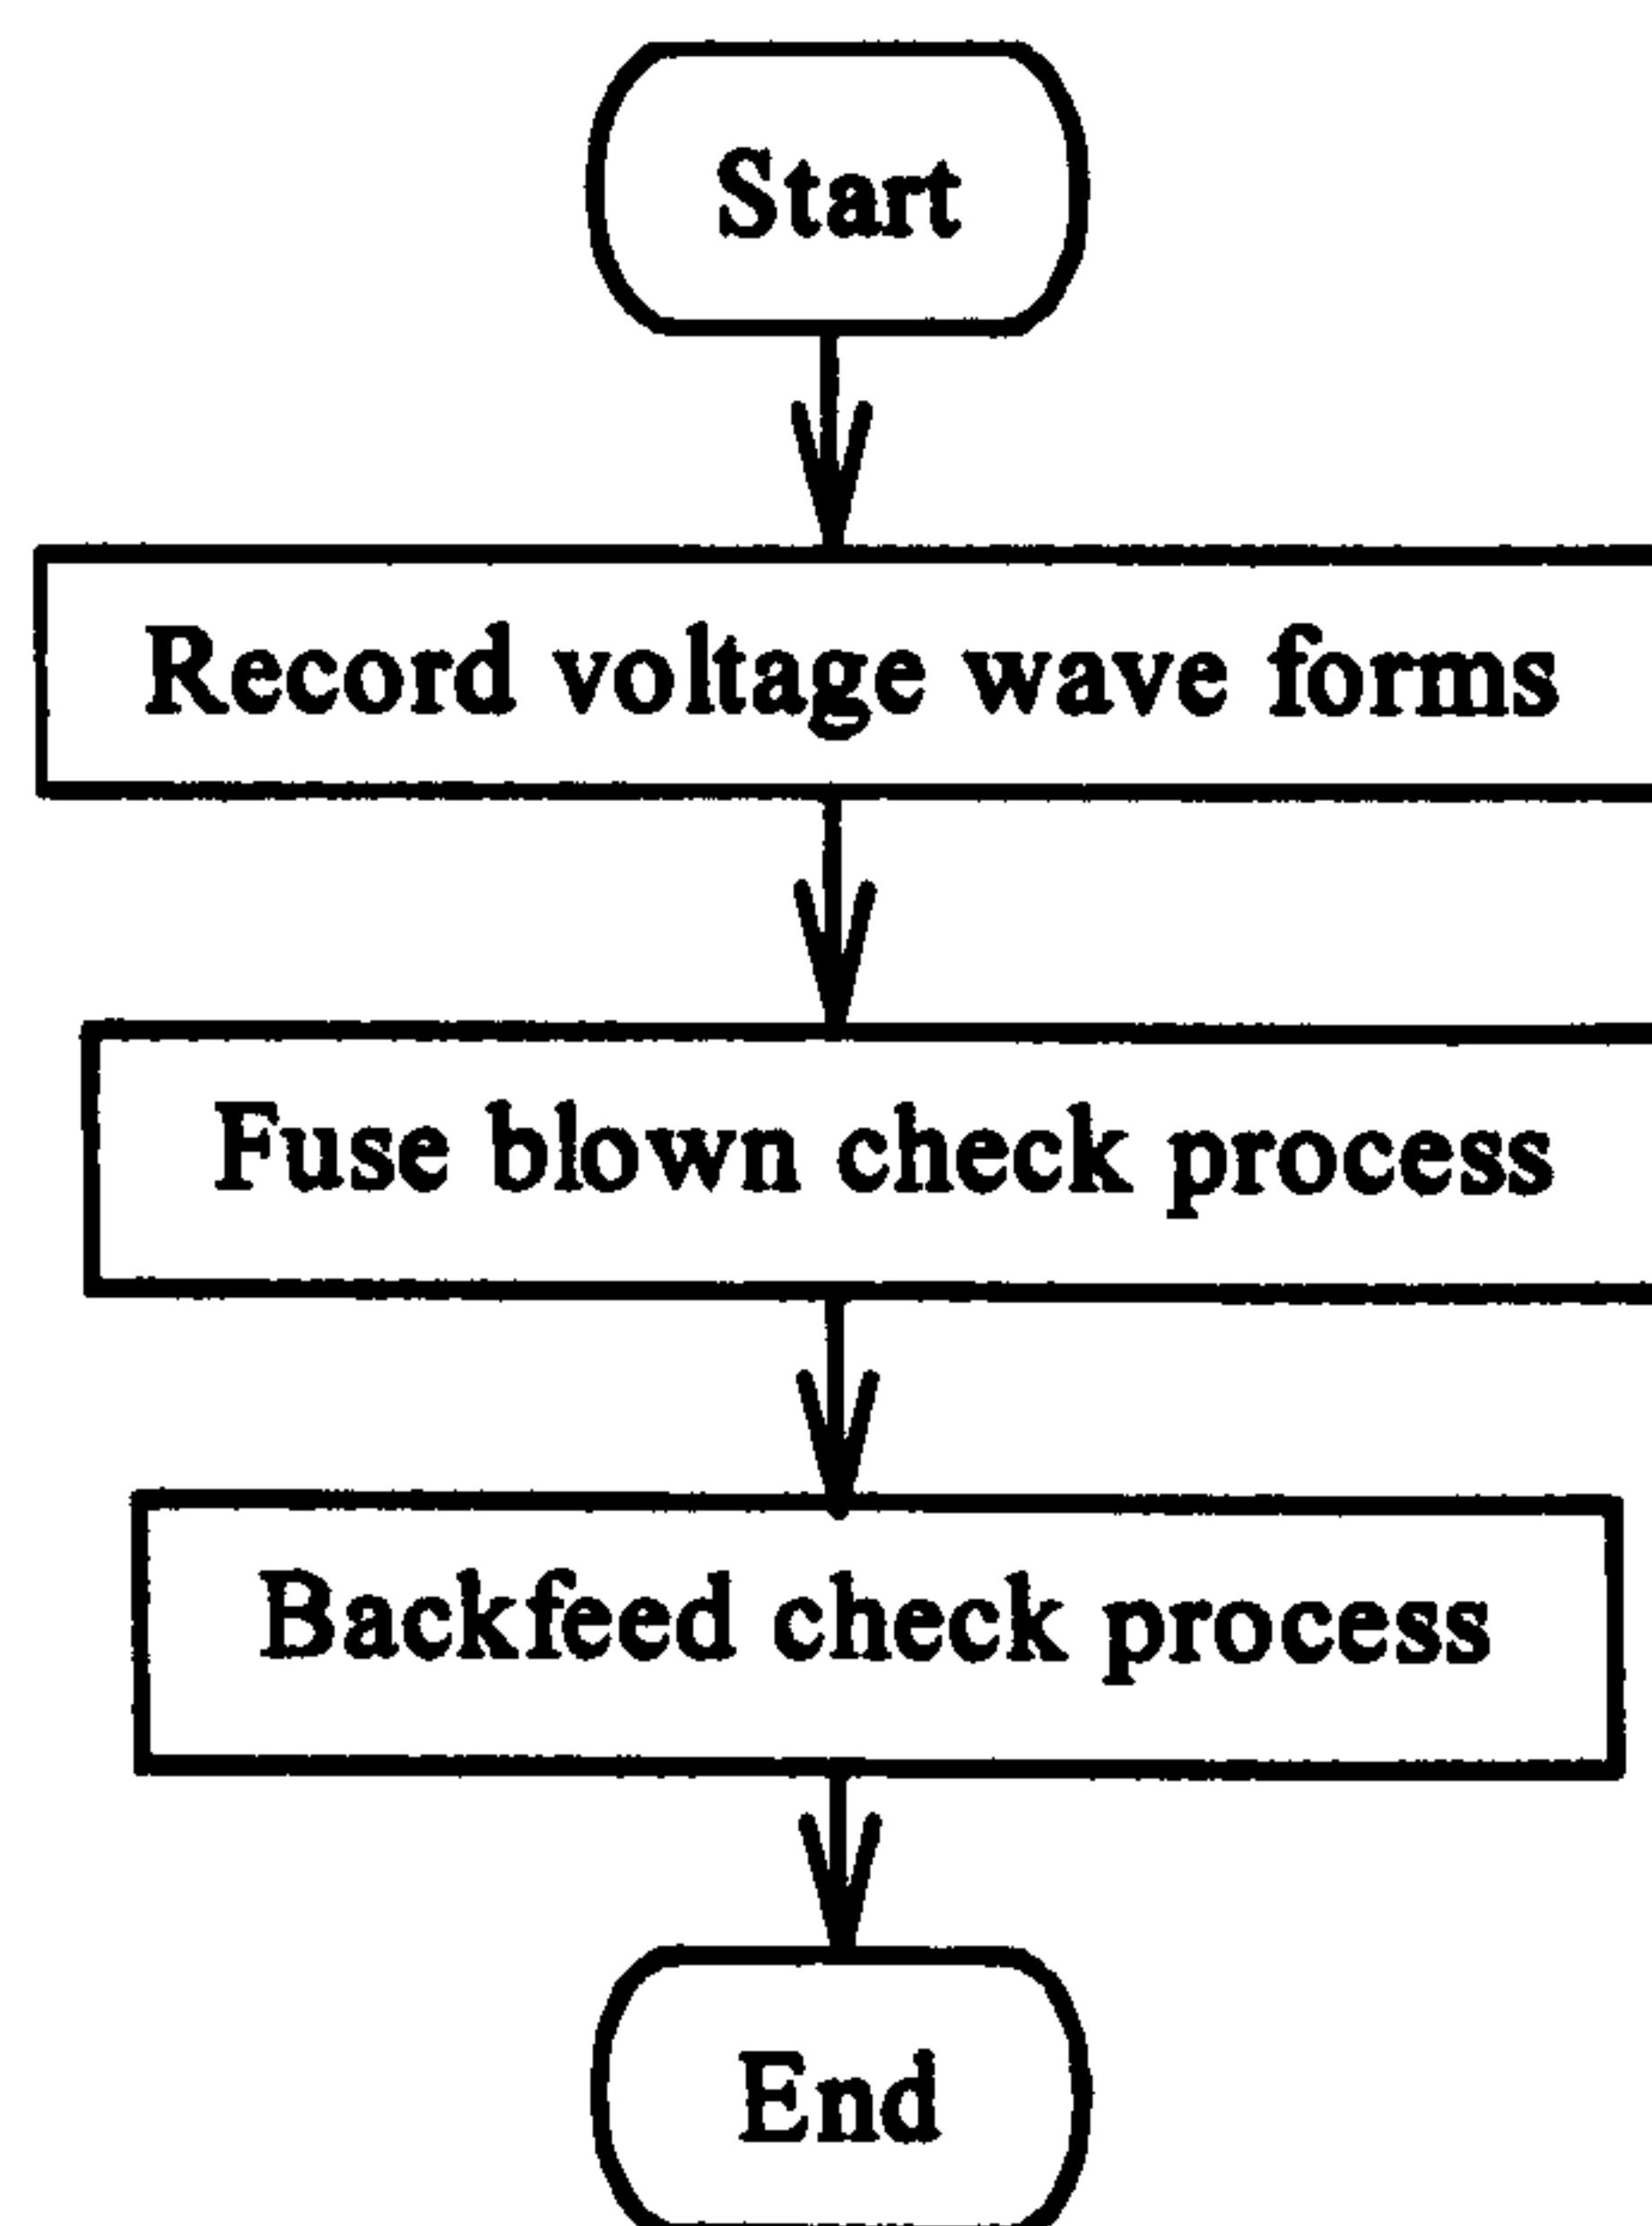 Start
Record voltage wave forms
Fuse blown check process
Backfeed check process
End